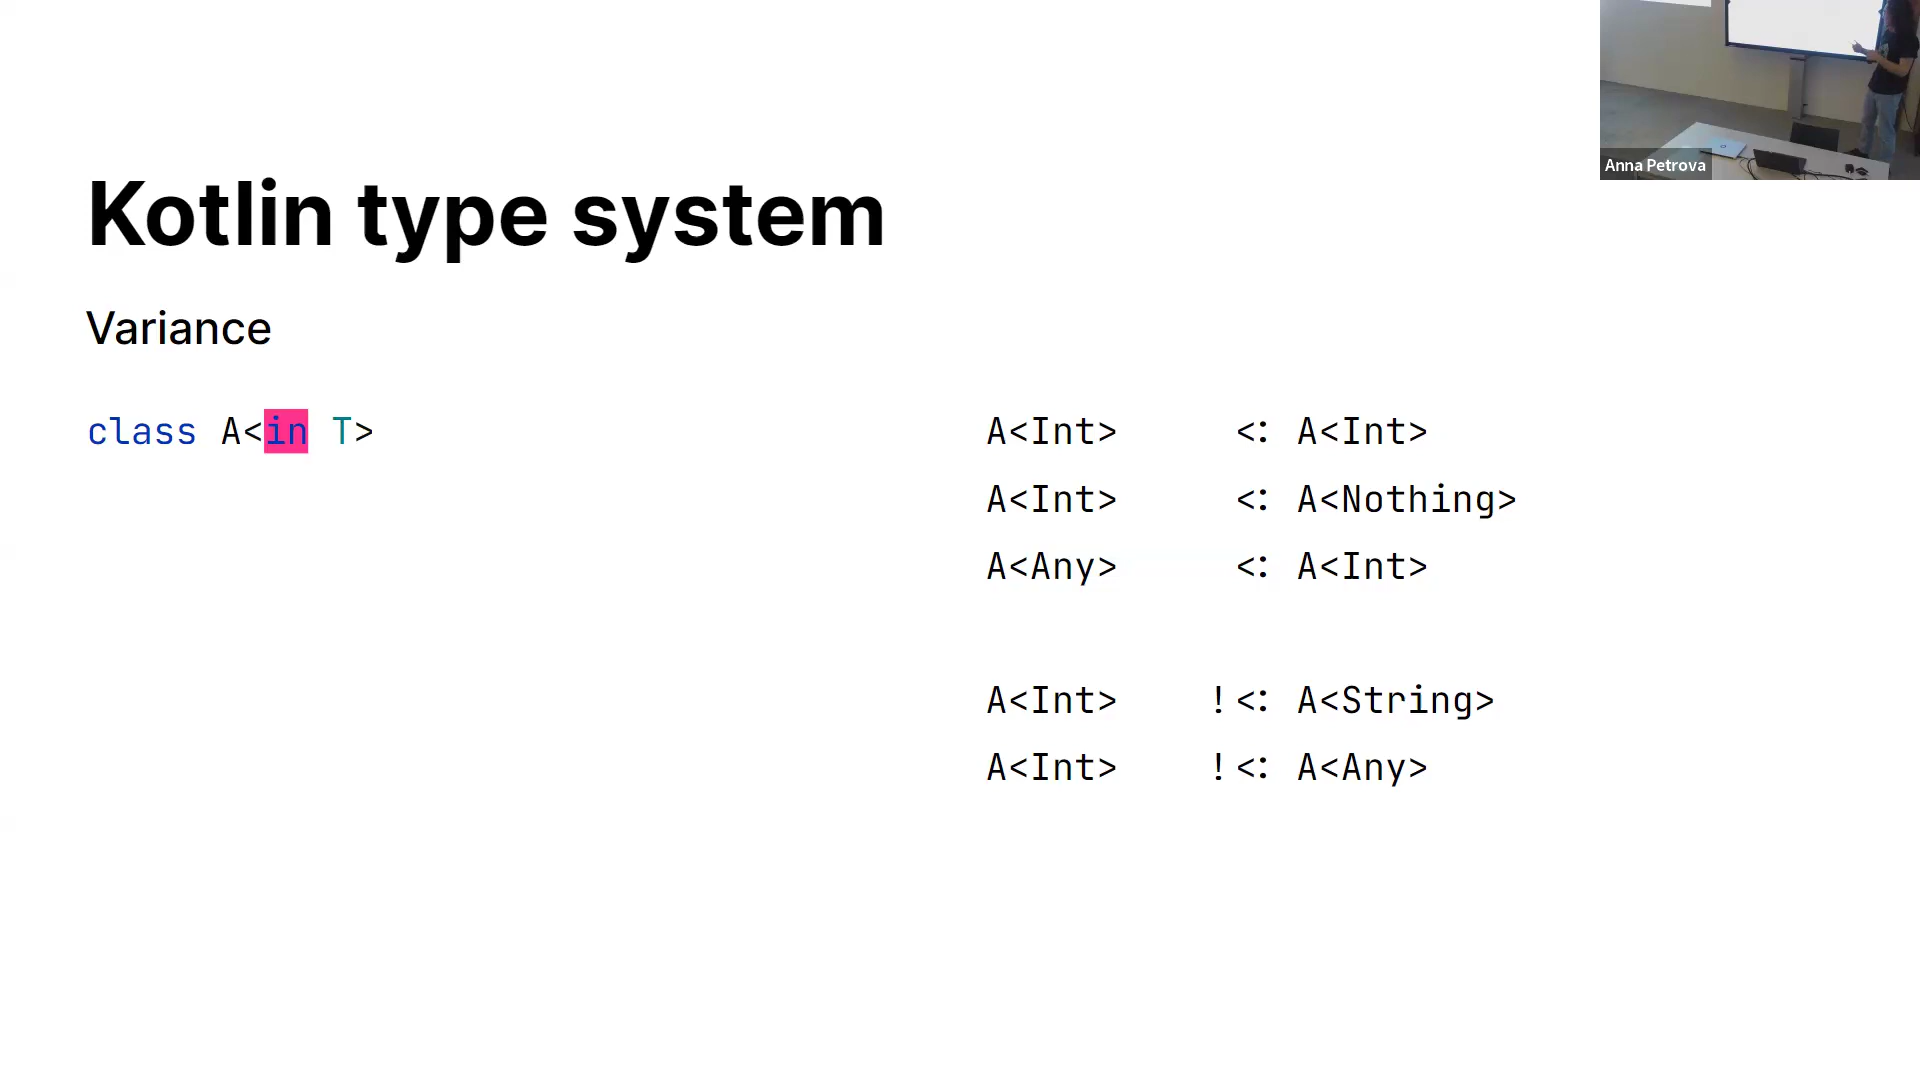 Anna Petrova
Kotlin type system
Variance
class A<in T>
A<Int> <: A<Int>
A<Int> <: A<Nothing>
A<Any> <: A<Int>
A<Int> !<: A<String>
A<Int> !<: A<Any>